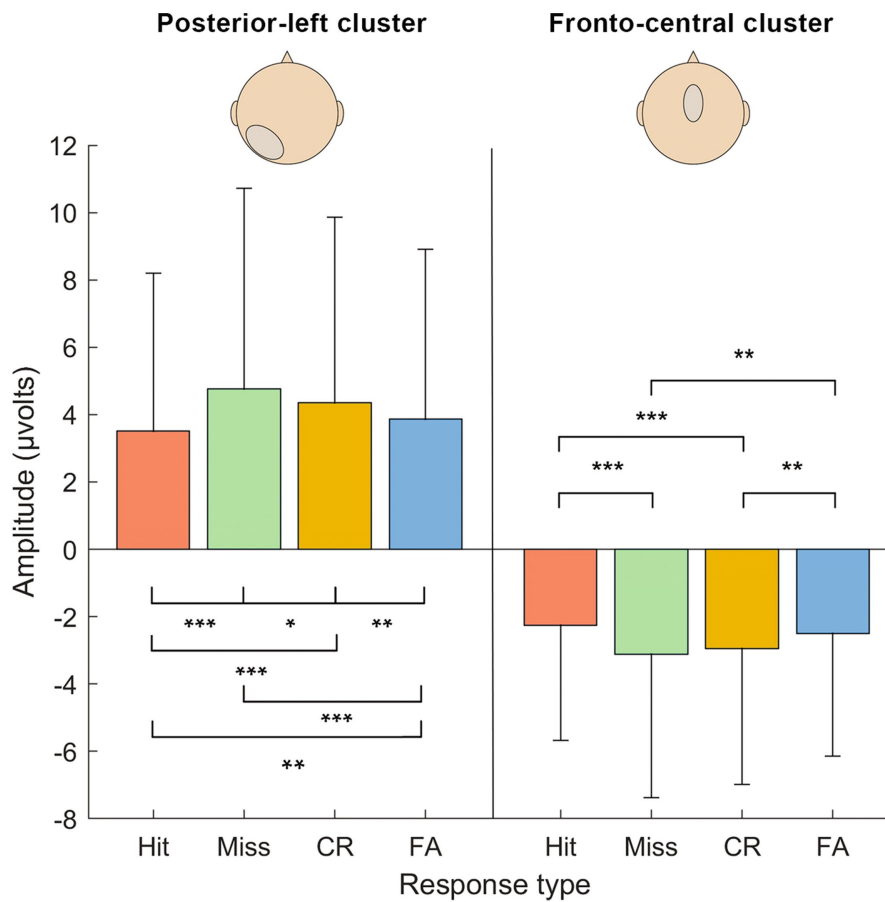 Posterior-left cluster
Fronto-central cluster
12
10
8
6
4
2
0
-2
-4
-6
-8
Amplitude (µvolts)
*** * **
***
***
**
**
***
*** **
Hit Miss CR FA
Hit Miss CR FA
Response type